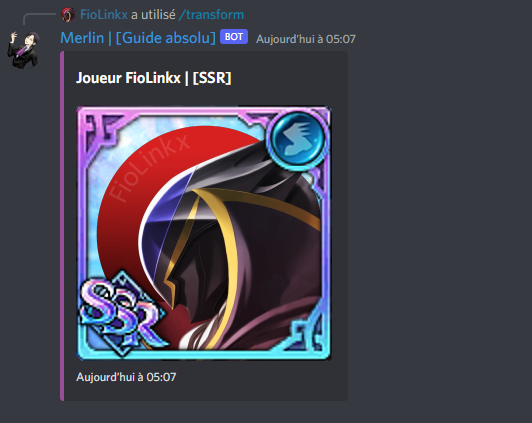 FioLinkx a utilisé /transform
Merlin | [Guide absolu] BOT Aujourd'hui à 05:07
Joueur FioLinkx | [SSR]
FioLinkx
SSR
Aujourd'hui à 05:07